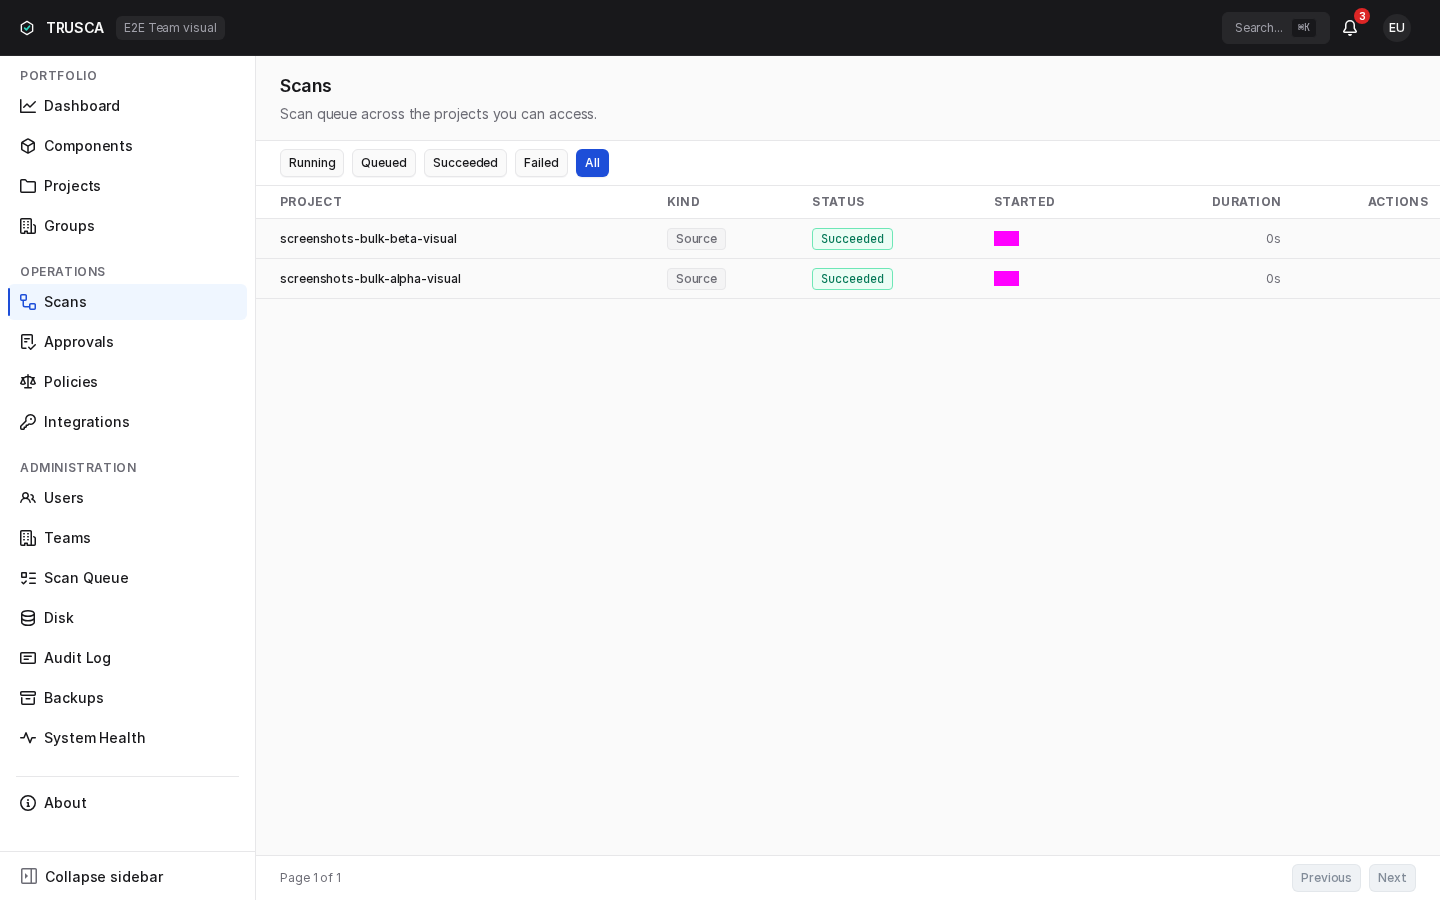 TRUSCA
E2E Team visual
Search...
⌘K
3
EU
PORTFOLIO
Dashboard
Components
Projects
Groups
OPERATIONS
Scans
Approvals
Policies
Integrations
ADMINISTRATION
Users
Teams
Scan Queue
Disk
Audit Log
Backups
System Health
About
Collapse sidebar
Scans
Scan queue across the projects you can access.
Running Queued Succeeded Failed All
PROJECT KIND STATUS STARTED DURATION ACTIONS
screenshots-bulk-beta-visual Source Succeeded 0s
screenshots-bulk-alpha-visual Source Succeeded 0s
Page 1 of 1
Previous Next